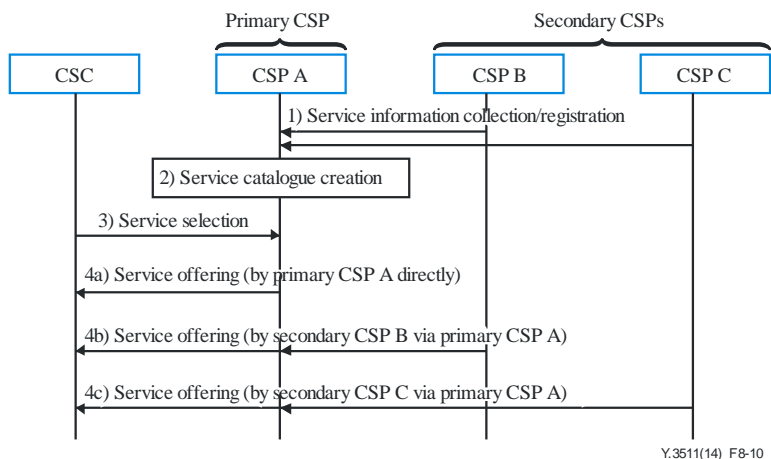 Primary CSP
Secondary CSPs
CSC
CSP A
CSP B
CSP C
1) Service information collection/registration
2) Service catalogue creation
3) Service selection
4a) Service offering (by primary CSP A directly)
4b) Service offering (by secondary CSP B via primary CSP A)
4c) Service offering (by secondary CSP C via primary CSP A)
Y.3511(14)_F8-10